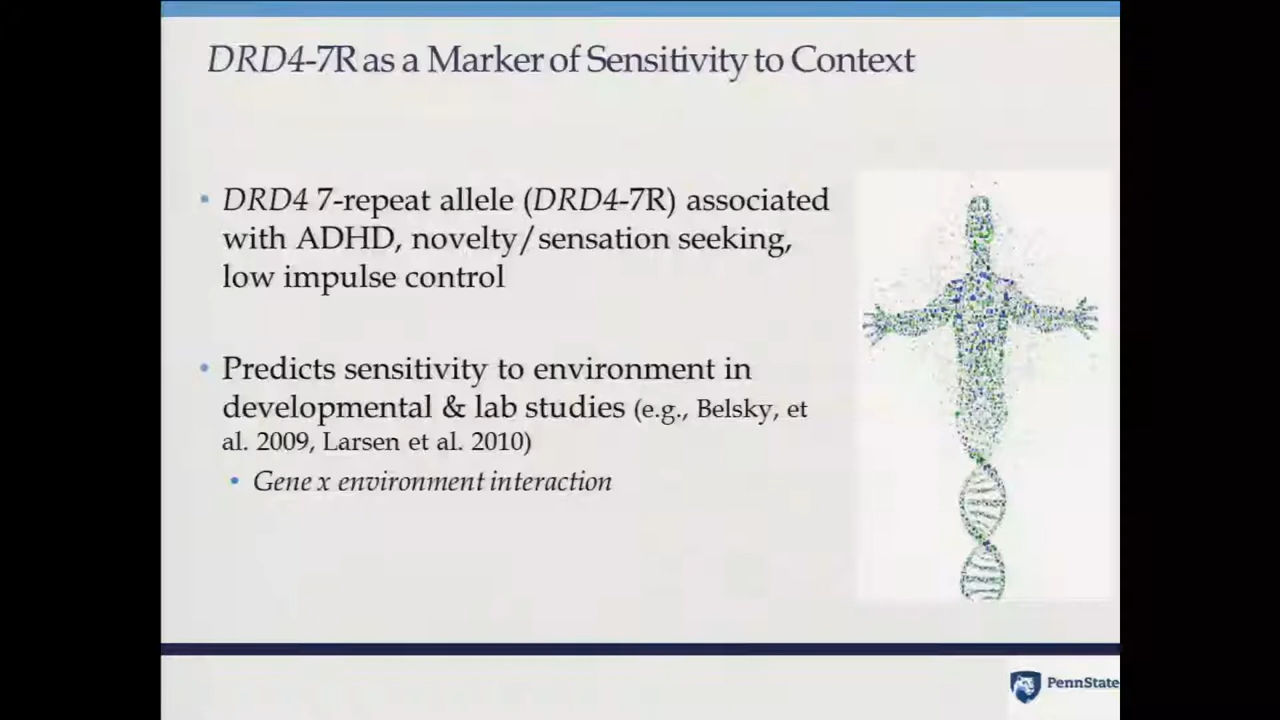 DRD4-7R as a Marker of Sensitivity to Context
• DRD4 7-repeat allele (DRD4-7R) associated
with ADHD, novelty/sensation seeking,
low impulse control
• Predicts sensitivity to environment in
developmental & lab studies (e.g., Belsky, et
al. 2009, Larsen et al. 2010)
• Gene x environment interaction
PennState